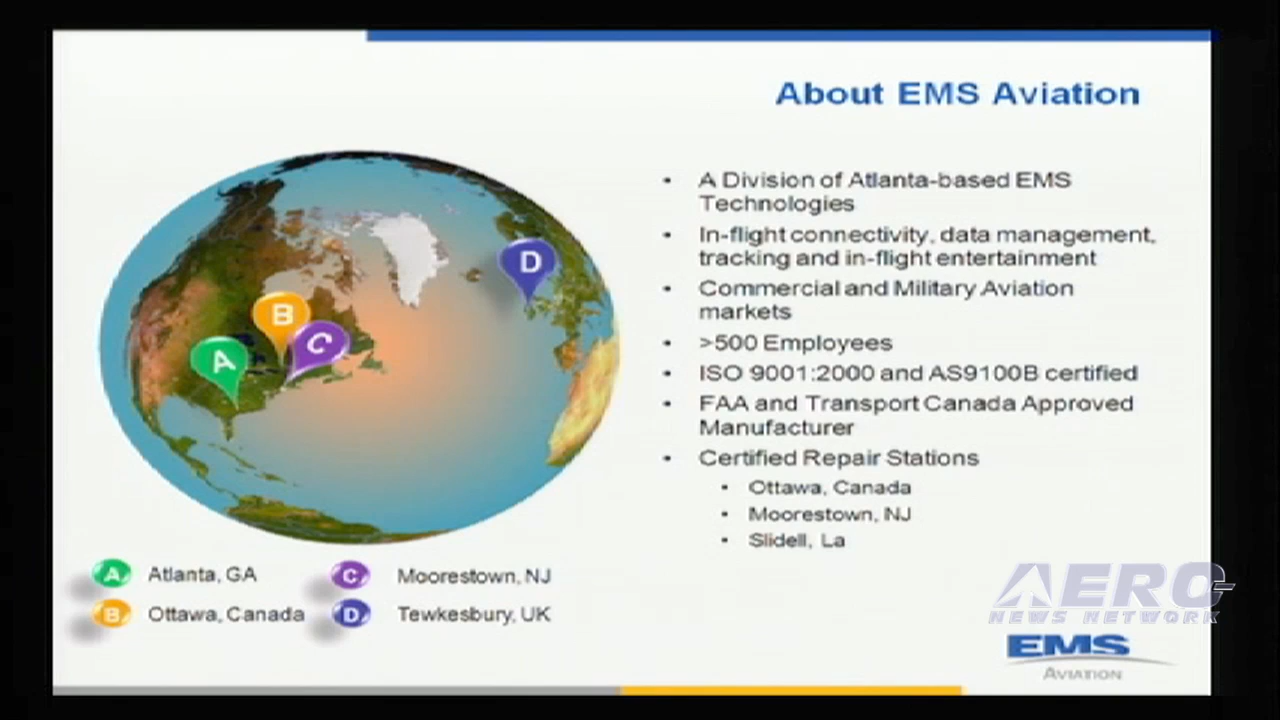 About EMS Aviation
• A Division of Atlanta-based EMS
Technologies
• In-flight connectivity, data management,
tracking and in-flight entertainment
• Commercial and Military Aviation
markets
• >500 Employees
• ISO 9001:2000 and AS9100B certified
• FAA and Transport Canada Approved
Manufacturer
• Certified Repair Stations
• Ottawa, Canada
• Moorestown, NJ
• Slidell, La
D
B
C
A
A Atlanta, GA
C Moorestown, NJ
B Ottawa, Canada
D Tewkesbury, UK
AERO
NEWS NETWORK
EMS
AVIATION